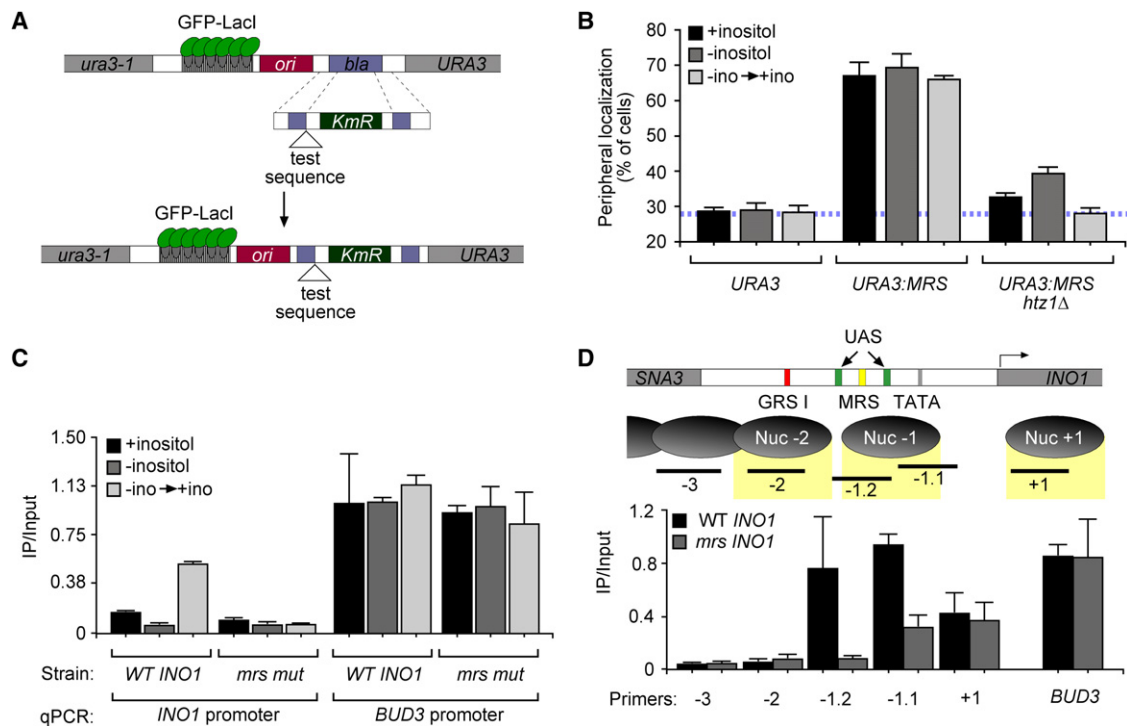 A
GFP-LacI
ura3-1
ori
bla
URA3
KmR
test
sequence
GFP-LacI
ura3-1
ori
KmR
URA3
test
sequence
B
+inositol
-inositol
-ino→+ino
Peripheral localization
(% of cells)
80
70
60
50
40
30
20
URA3
URA3:MRS
URA3:MRS
htz1Δ
C
+inositol
-inositol
-ino→+ino
IP/Input
1.50
1.13
0.75
0.38
0
Strain:
WT INO1
mrs mut
WT INO1
mrs mut
qPCR:
INO1 promoter
BUD3 promoter
D
UAS
SNA3
INO1
GRS I
MRS
TATA
Nuc -2
Nuc -1
Nuc +1
-3
-2
-1.2
-1.1
+1
WT INO1
mrs INO1
IP/Input
1.2
0.8
0.4
0
Primers:
-3
-2
-1.2
-1.1
+1
BUD3